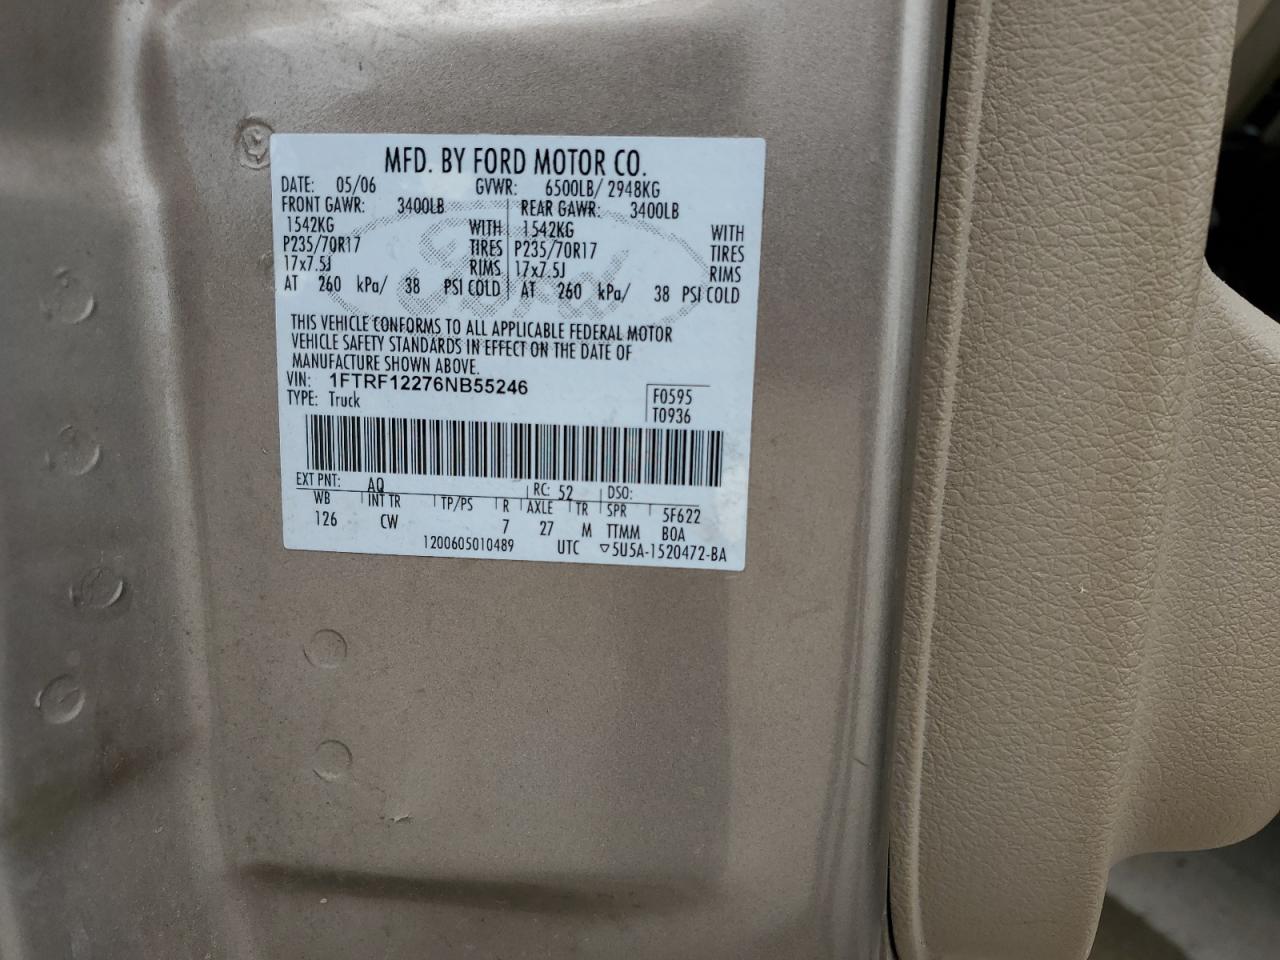 MFD. BY FORD MOTOR CO.
DATE: 05/06 GVWR: 6500LB/ 2948KG
FRONT GAWR: 3400LB REAR GAWR: 3400LB
1542KG WITH 1542KG WITH
P235/70R17 TIRES P235/70R17 TIRES
17x7.5J RIMS 17x7.5J RIMS
AT 260 kPa/ 38 PSI COLD AT 260 kPa/ 38 PSI COLD
Ford
THIS VEHICLE CONFORMS TO ALL APPLICABLE FEDERAL MOTOR
VEHICLE SAFETY STANDARDS IN EFFECT ON THE DATE OF
MANUFACTURE SHOWN ABOVE.
VIN: 1FTRF12276NB55246
TYPE: Truck
F0595
T0936
EXT PNT: AQ RC: 52 DSO:
WB INT TR TP/PS R AXLE TR SPR 5F622
126 CW 7 27 M TTMM BOA
1200605010489 UTC ▽5U5A-1520472-BA